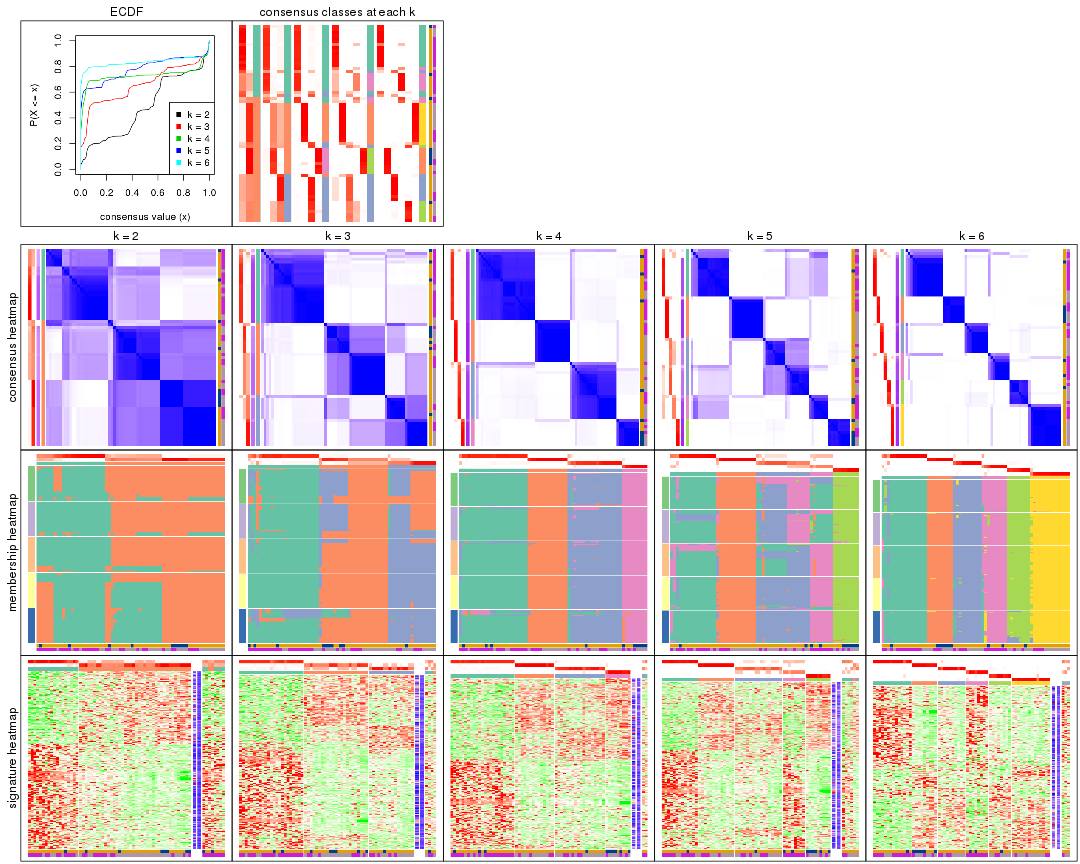 ECDF
consensus classes at each k
P(X <= x)
1.0
0.8
0.6
0.4
0.2
0.0
k = 2
k = 3
k = 4
k = 5
k = 6
0.0 0.2 0.4 0.6 0.8 1.0
consensus value (x)
k = 2
k = 3
k = 4
k = 5
k = 6
consensus heatmap
membership heatmap
signature heatmap